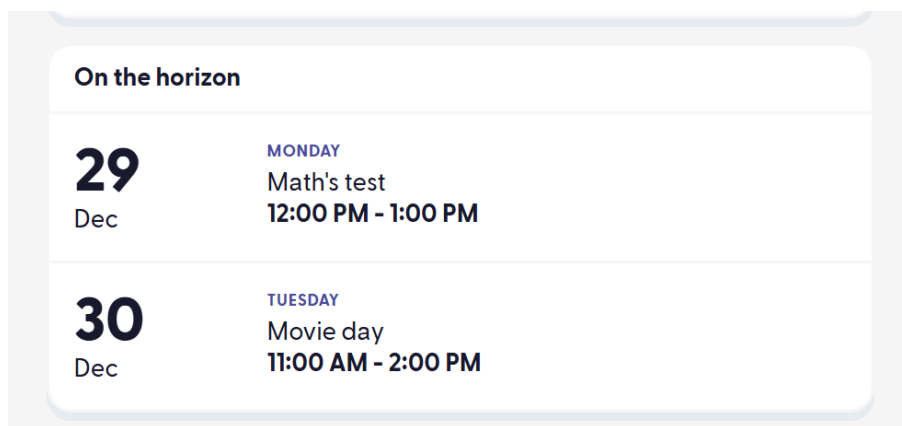 On the horizon
29
Dec
MONDAY
Math's test
12:00 PM - 1:00 PM
30
Dec
TUESDAY
Movie day
11:00 AM - 2:00 PM